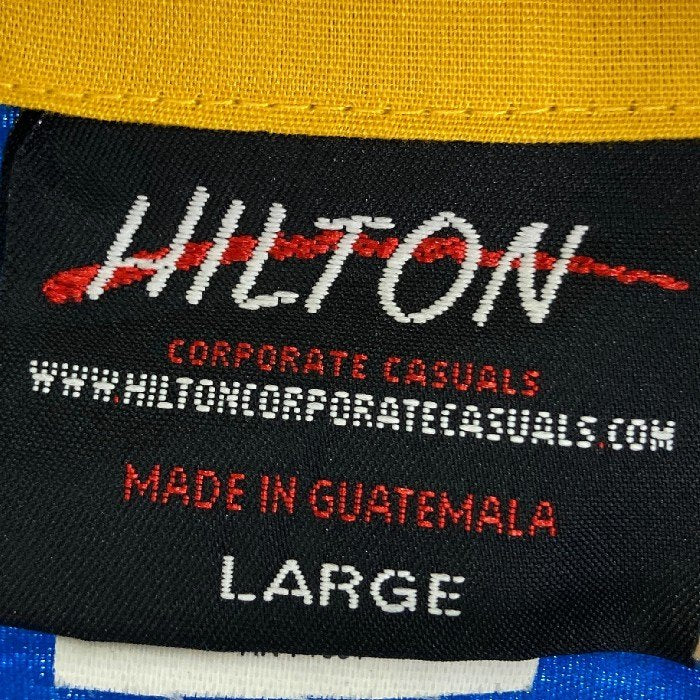 HILTON
CORPORATE CASUALS
WWW.HILTONCORPORATECASUALS.COM
MADE IN GUATEMALA
LARGE